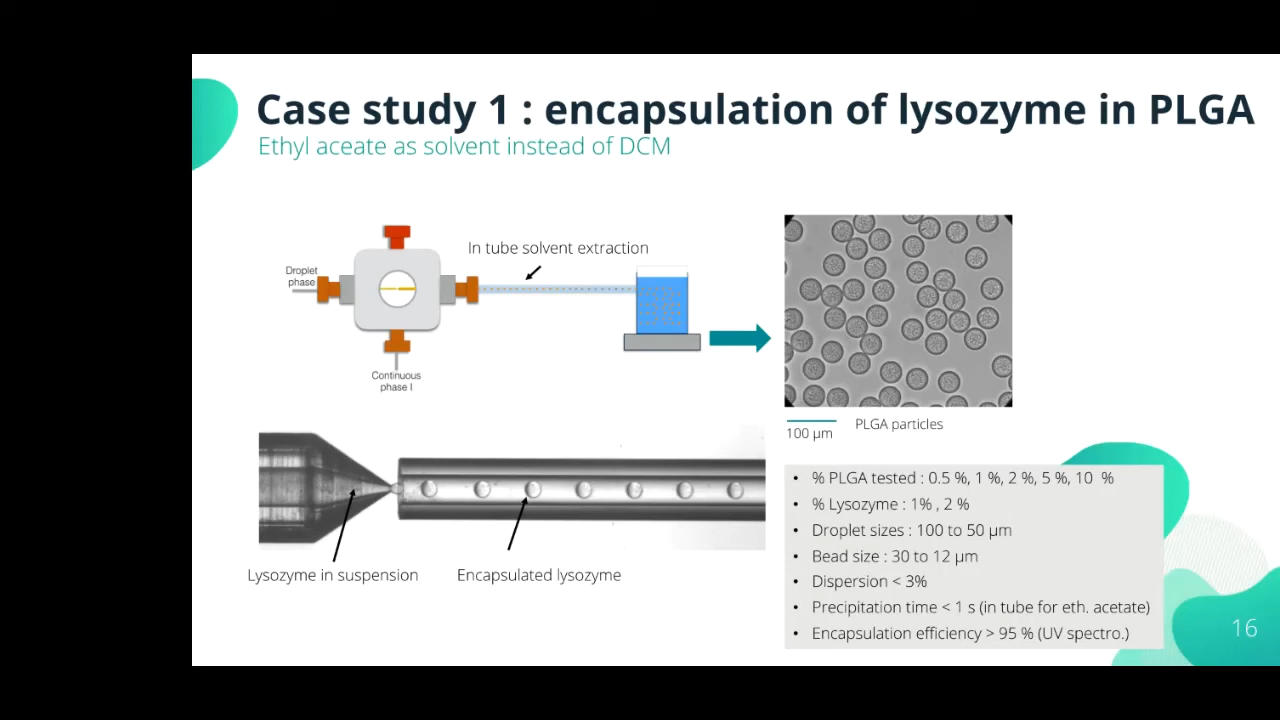 Case study 1 : encapsulation of lysozyme in PLGA
Ethyl aceate as solvent instead of DCM
In tube solvent extraction
Droplet
phase
Continuous
phase I
100 µm
PLGA particles
Lysozyme in suspension
Encapsulated lysozyme
• % PLGA tested : 0.5 %, 1 %, 2 %, 5 %, 10 %
• % Lysozyme : 1% , 2 %
• Droplet sizes : 100 to 50 µm
• Bead size : 30 to 12 µm
• Dispersion < 3%
• Precipitation time < 1 s (in tube for eth. acetate)
• Encapsulation efficiency > 95 % (UV spectro.)
16